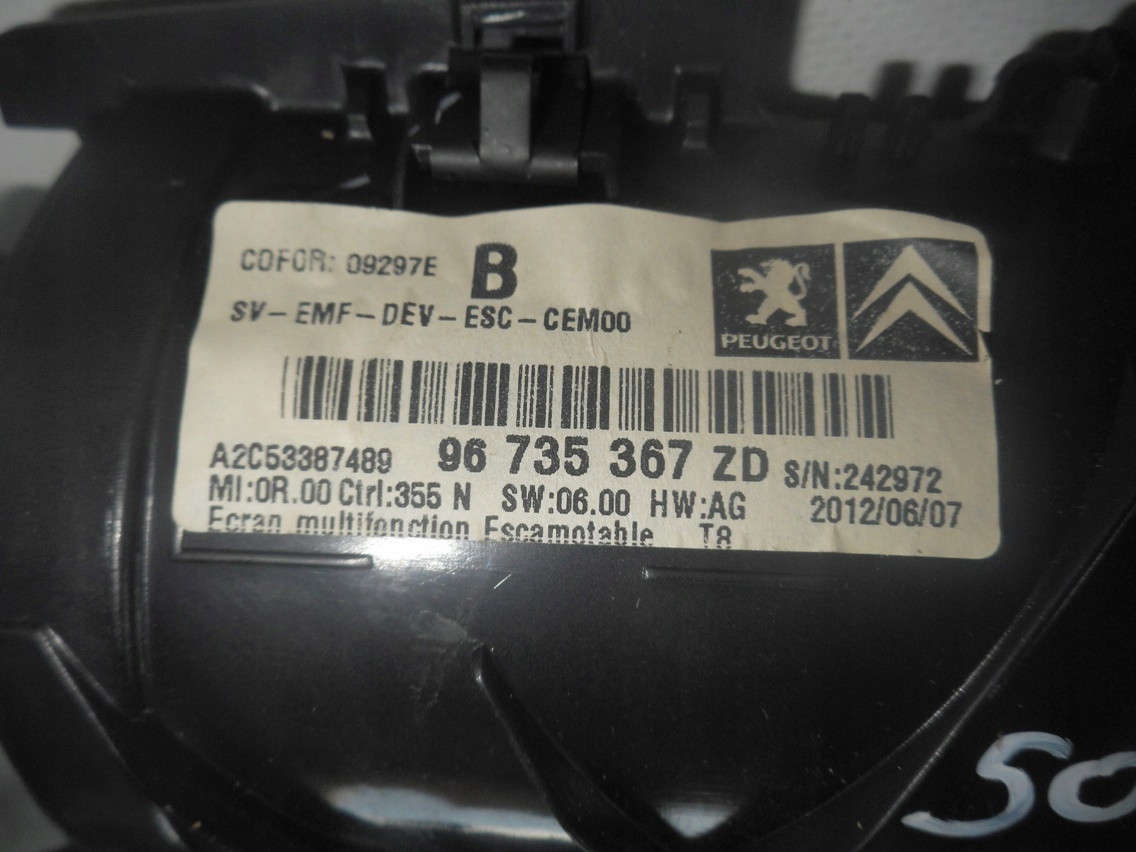 COFOR: 09297E B
SV-EMF-DEV-ESC-CEM00
PEUGEOT
A2C53387489 96 735 367 ZD S/N:242972
MI:0R.00 Ctrl:355 N SW:06.00 HW:AG 2012/06/07
Ecran multifonction Escamotable T8
50